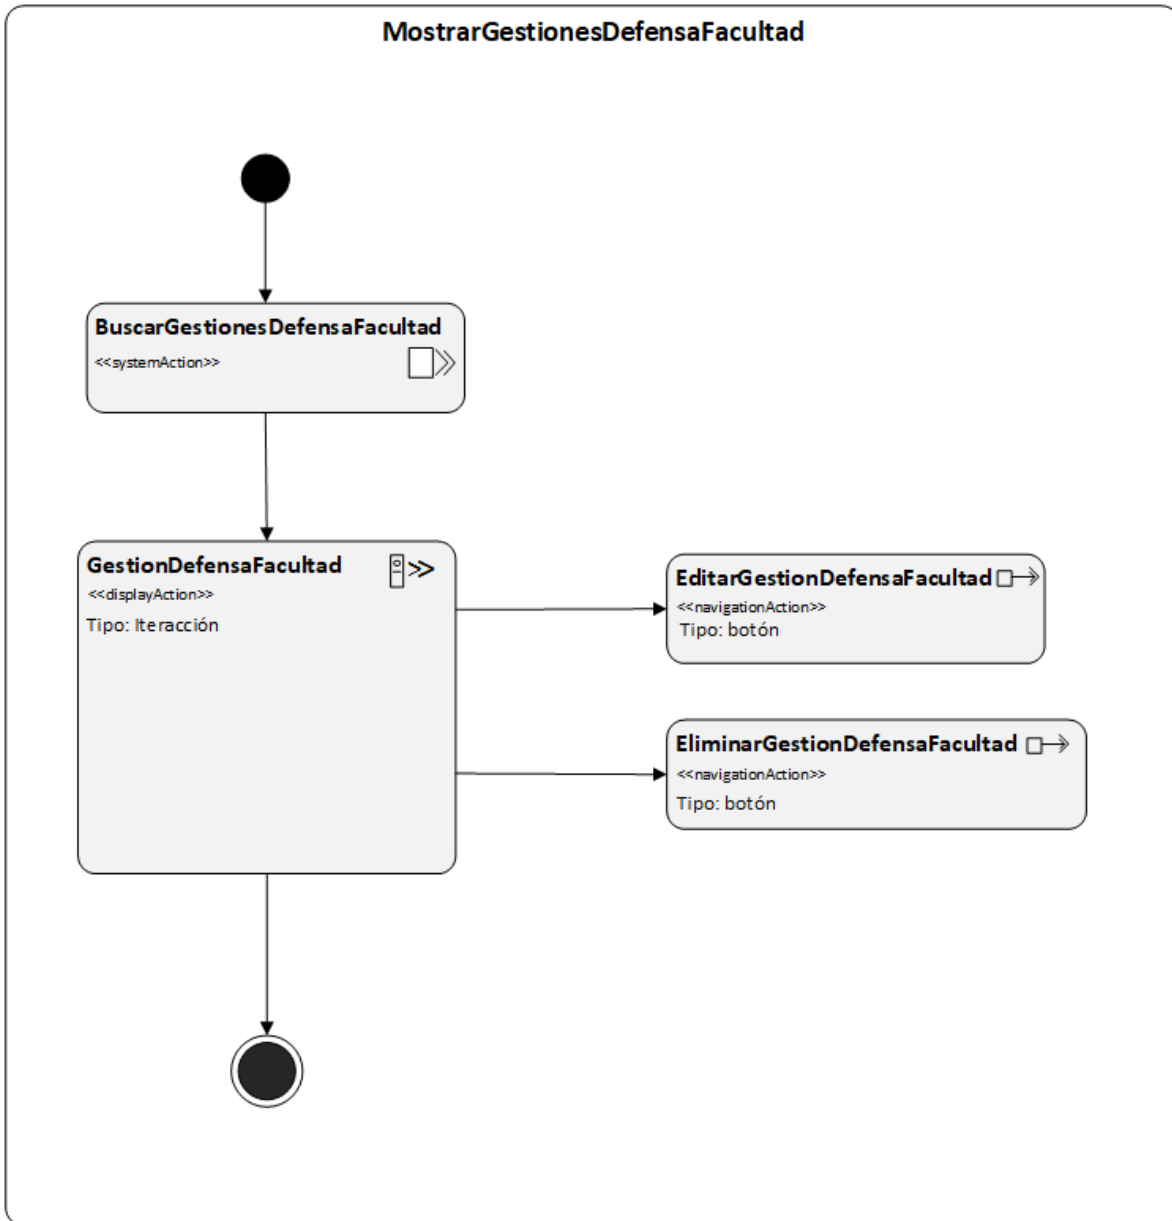 MostrarGestionesDefensaFacultad
BuscarGestionesDefensaFacultad
<<systemAction>>
GestionDefensaFacultad
<<displayAction>>
Tipo: Iteracción
EditarGestionDefensaFacultad
<<navigationAction>>
Tipo: botón
EliminarGestionDefensaFacultad
<<navigationAction>>
Tipo: botón